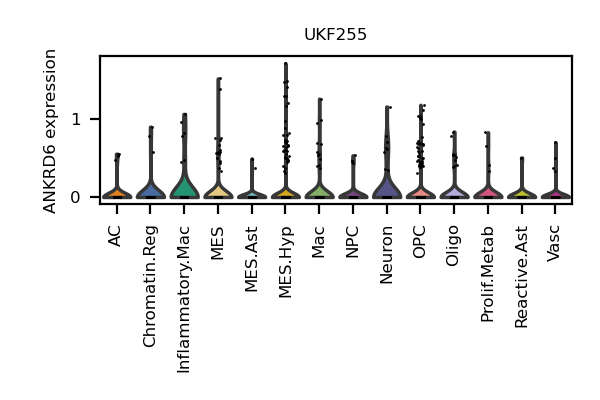 UKF255
ANKRD6 expression
1
0
AC
Chromatin.Reg
Inflammatory.Mac
MES
MES.Ast
MES.Hyp
Mac
NPC
Neuron
OPC
Oligo
Prolif.Metab
Reactive.Ast
Vasc